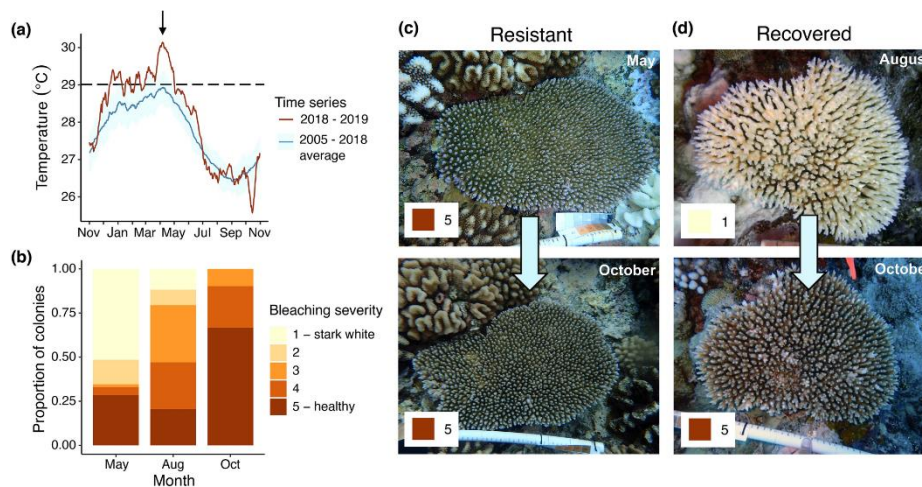 (a)
Temperature (°C)
30
29
28
27
26
Nov Jan Mar May Jul Sep Nov
Time series
2018 - 2019
2005 - 2018
average
(b)
Proportion of colonies
1.00
0.75
0.50
0.25
0.00
May Aug Oct
Month
Bleaching severity
1 – stark white
2
3
4
5 – healthy
(c)
Resistant
May
5
October
5
(d)
Recovered
August
1
October
5